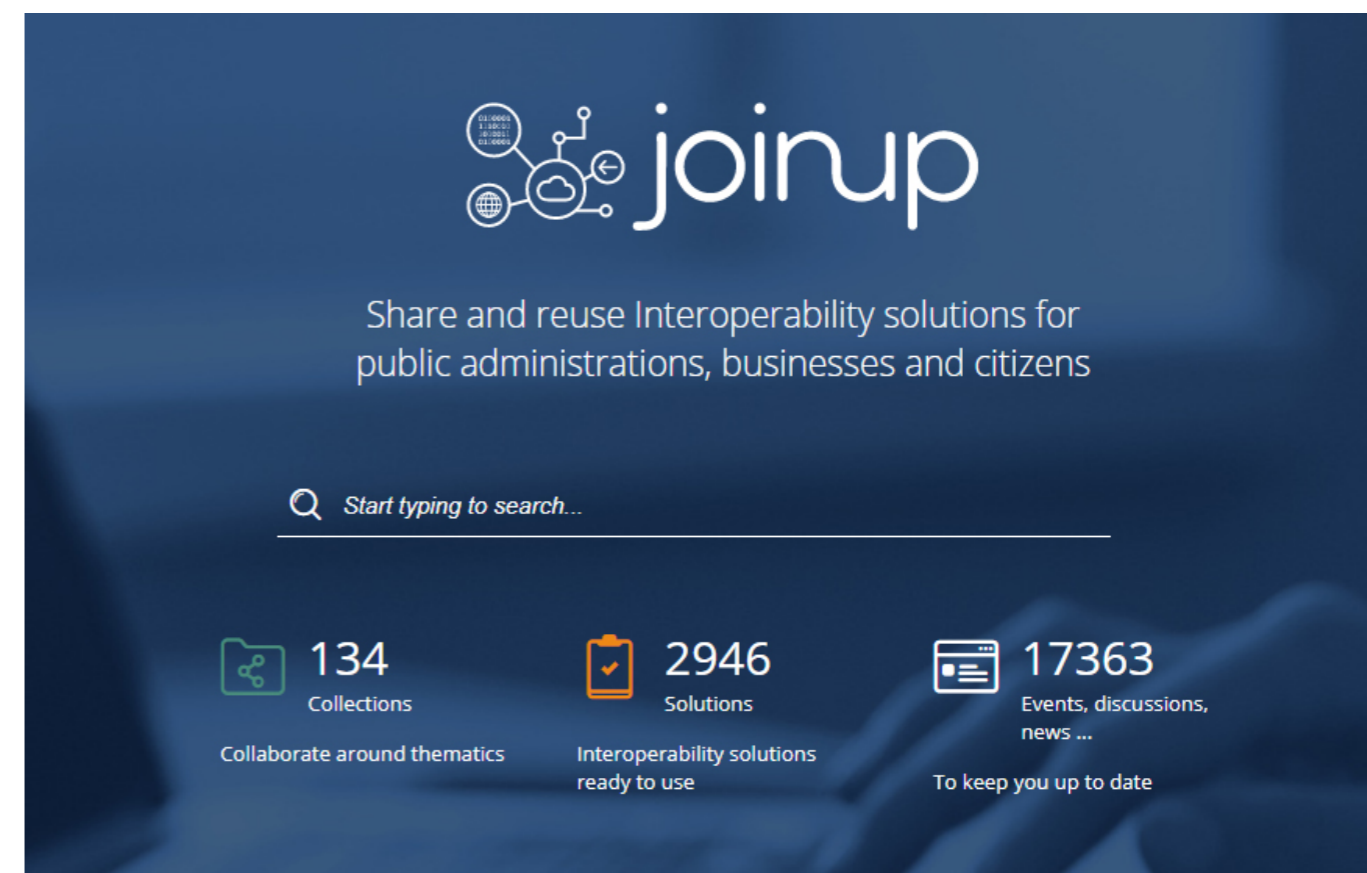 joinup
Share and reuse Interoperability solutions for
public administrations, businesses and citizens
Start typing to search...
134
Collections
Collaborate around thematics
2946
Solutions
Interoperability solutions
ready to use
17363
Events, discussions,
news ...
To keep you up to date